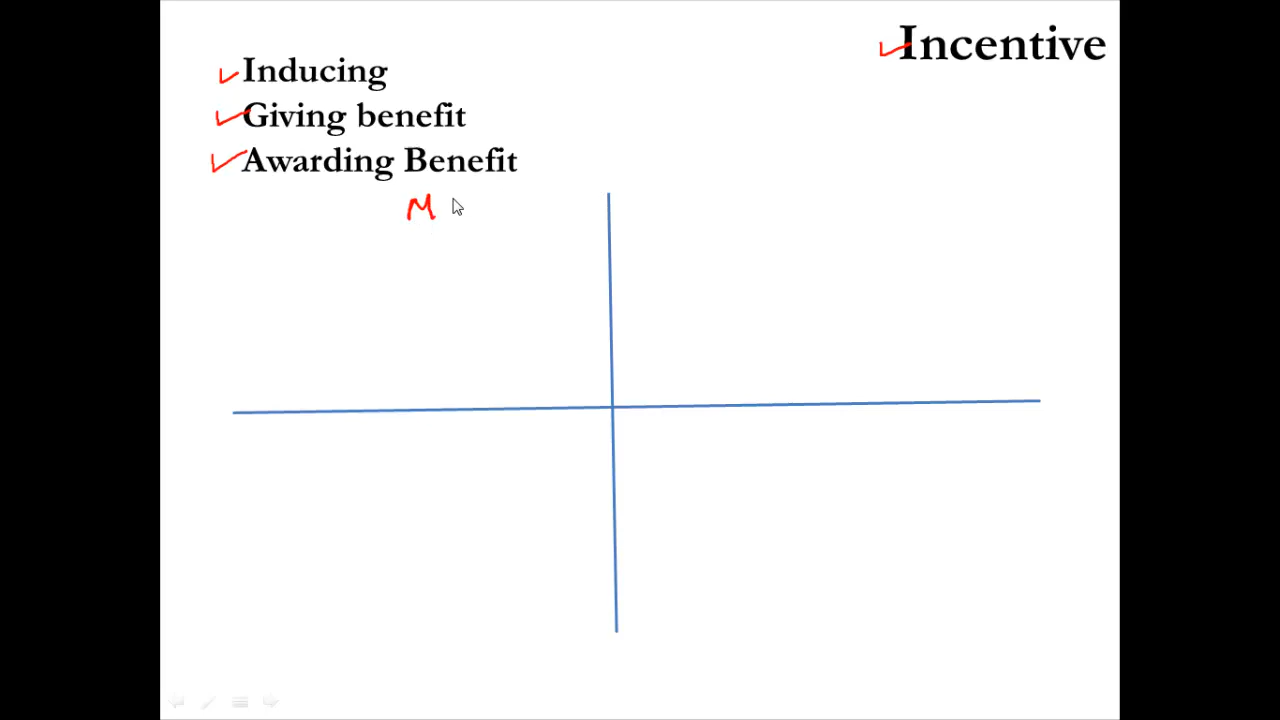 Incentive
Inducing
Giving benefit
Awarding Benefit
M